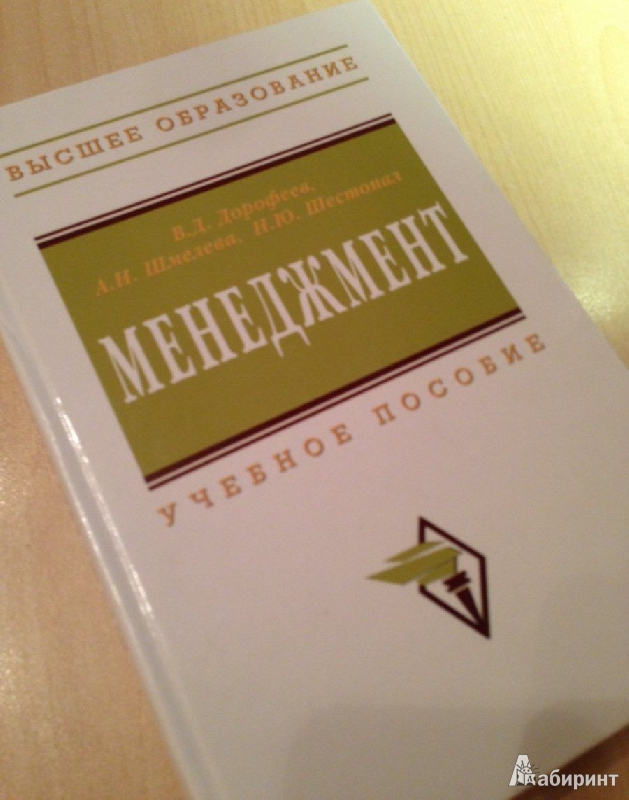 ВЫСШЕЕ ОБРАЗОВАНИЕ
В.Д. Дорофеев,
А.Н. Шмелева, Н.Ю. Шестопал
МЕНЕДЖМЕНТ
УЧЕБНОЕ ПОСОБИЕ
Лабиринт